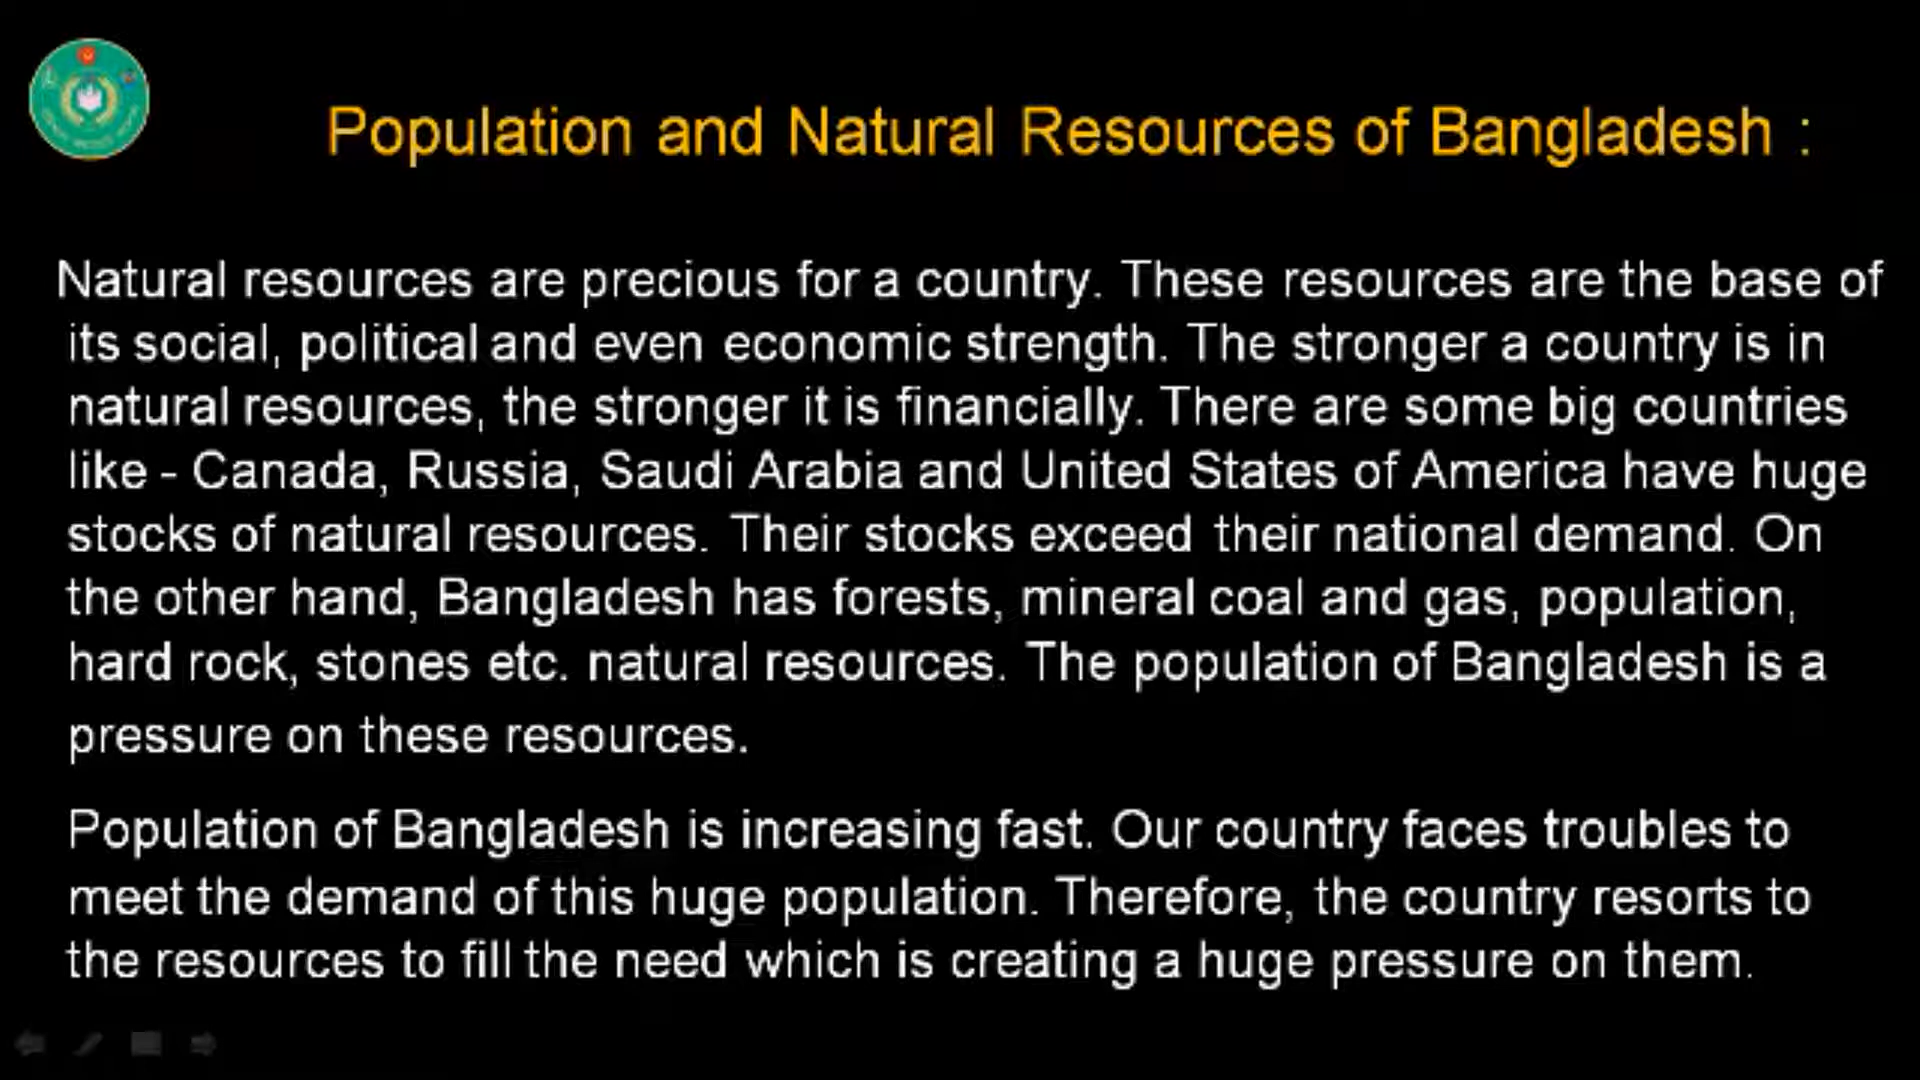 Population and Natural Resources of Bangladesh :
Natural resources are precious for a country. These resources are the base of
its social, political and even economic strength. The stronger a country is in
natural resources, the stronger it is financially. There are some big countries
like - Canada, Russia, Saudi Arabia and United States of America have huge
stocks of natural resources. Their stocks exceed their national demand. On
the other hand, Bangladesh has forests, mineral coal and gas, population,
hard rock, stones etc. natural resources. The population of Bangladesh is a
pressure on these resources.
Population of Bangladesh is increasing fast. Our country faces troubles to
meet the demand of this huge population. Therefore, the country resorts to
the resources to fill the need which is creating a huge pressure on them.